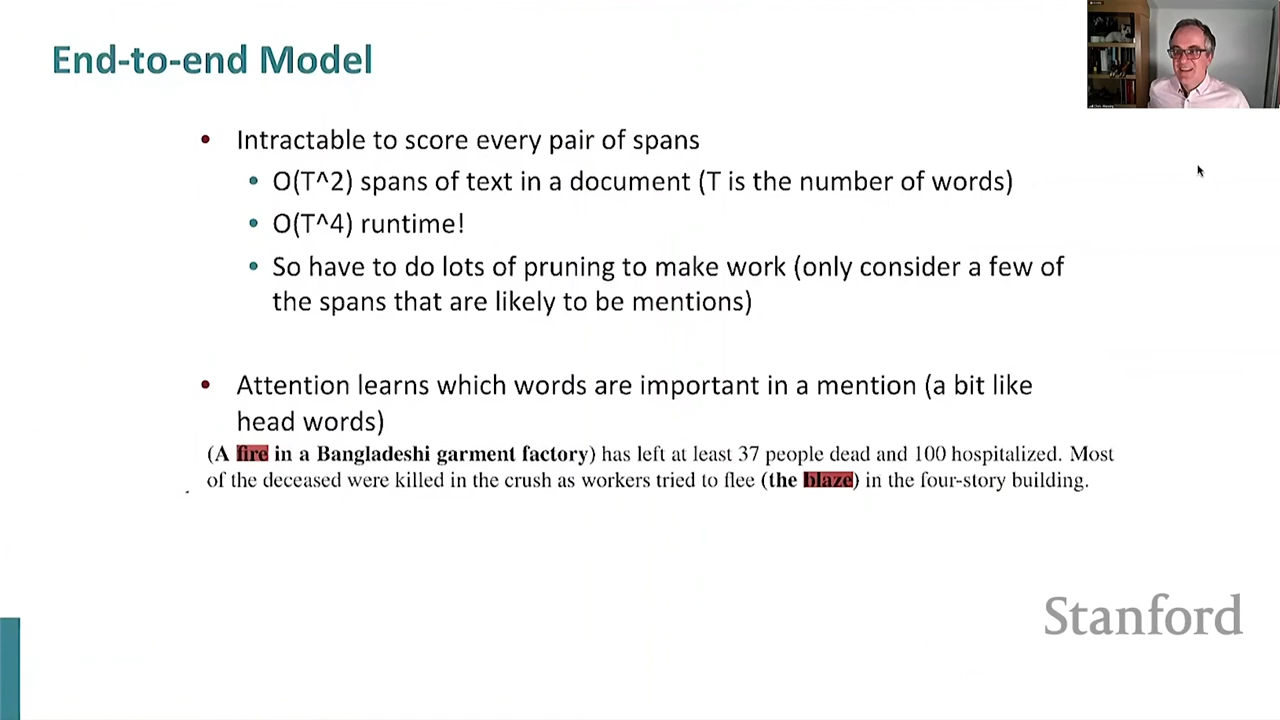 End-to-end Model
• Intractable to score every pair of spans
• O(T^2) spans of text in a document (T is the number of words)
• O(T^4) runtime!
• So have to do lots of pruning to make work (only consider a few of
the spans that are likely to be mentions)
• Attention learns which words are important in a mention (a bit like
head words)
(A fire in a Bangladeshi garment factory) has left at least 37 people dead and 100 hospitalized. Most
of the deceased were killed in the crush as workers tried to flee (the blaze) in the four-story building.
Stanford